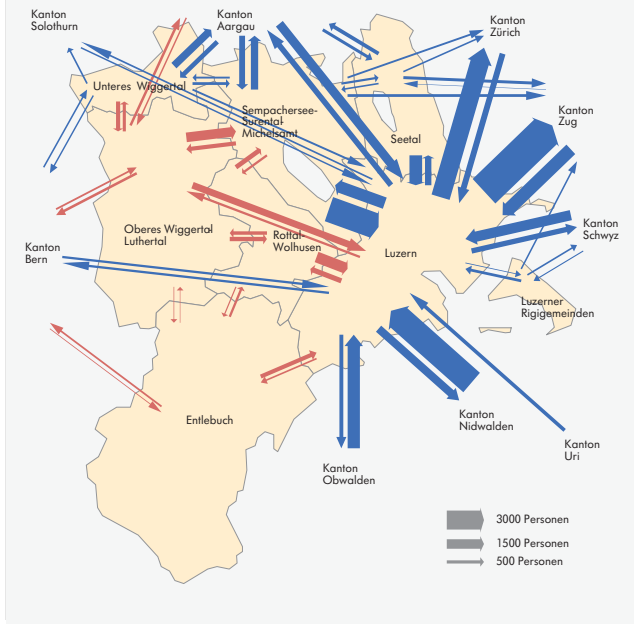 Kanton
Solothurn
Kanton
Aargau
Kanton
Zürich
Unteres Wiggertal
Sempachersee-
Surental-
Michelsamt
Seetal
Kanton
Zug
Oberes Wiggertal-
Luthertal
Rottal-
Wolhusen
Luzern
Kanton
Schwyz
Kanton
Bern
Luzerner
Rigigemeinden
Entlebuch
Kanton
Nidwalden
Kanton
Uri
Kanton
Obwalden
3000 Personen
1500 Personen
500 Personen